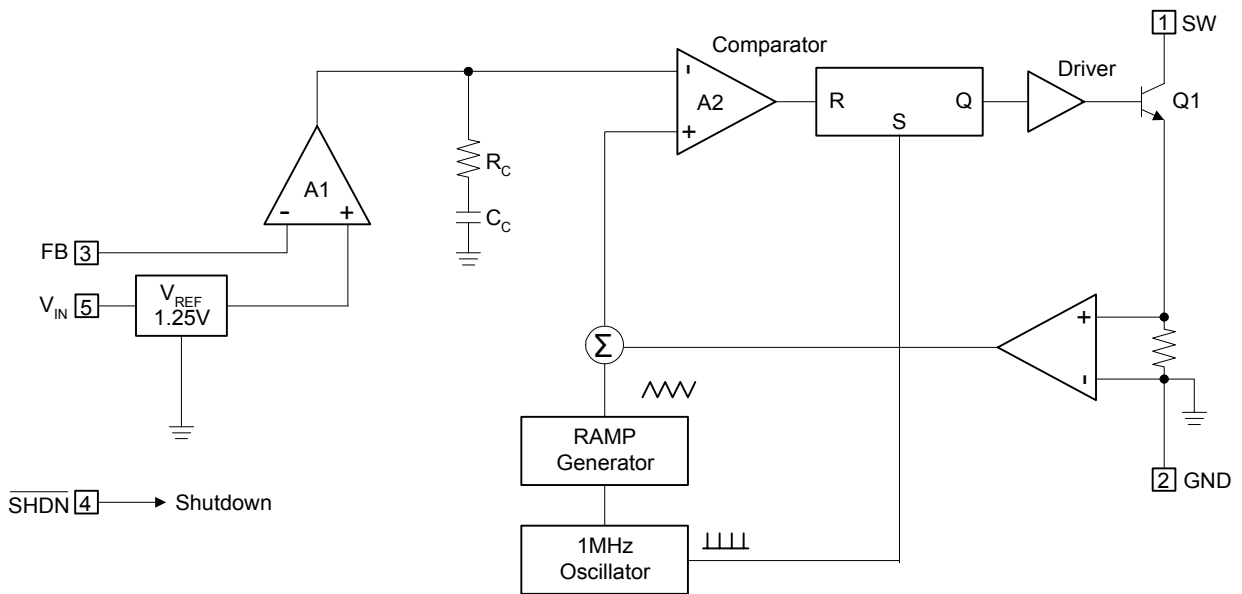 1 SW
Comparator
Driver
-
A2
+
R
Q
S
Q1
R_C
C_C
A1
- +
FB 3
V_IN 5
V_REF
1.25V
Σ
+
-
RAMP
Generator
2 GND
SHDN 4
Shutdown
1MHz
Oscillator